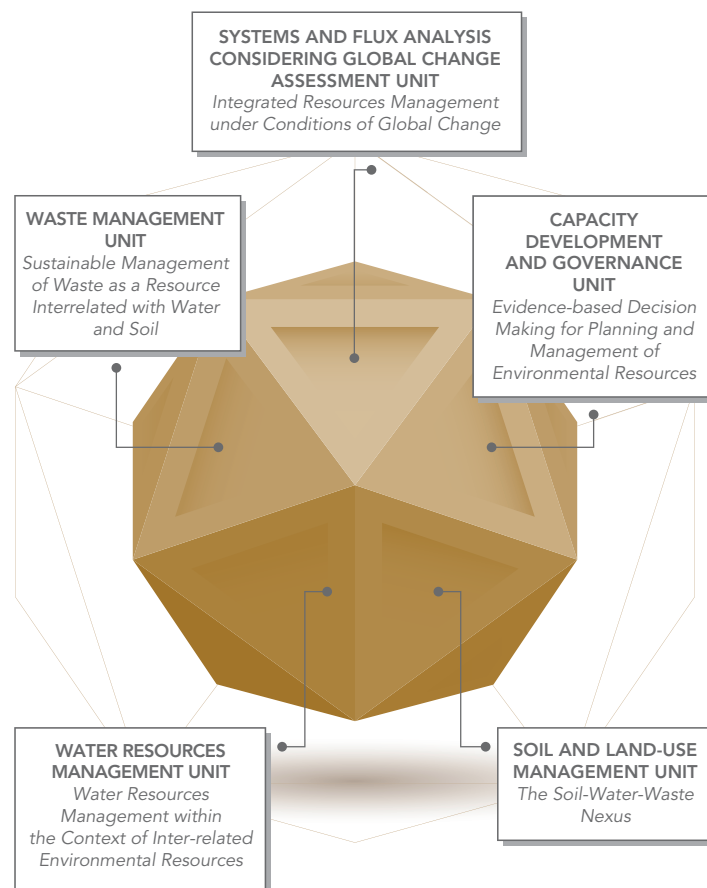 SYSTEMS AND FLUX ANALYSIS
CONSIDERING GLOBAL CHANGE
ASSESSMENT UNIT
Integrated Resources Management
under Conditions of Global Change
WASTE MANAGEMENT
UNIT
Sustainable Management
of Waste as a Resource
Interrelated with Water
and Soil
CAPACITY
DEVELOPMENT
AND GOVERNANCE
UNIT
Evidence-based Decision
Making for Planning and
Management of
Environmental Resources
WATER RESOURCES
MANAGEMENT UNIT
Water Resources
Management within
the Context of Inter-related
Environmental Resources
SOIL AND LAND-USE
MANAGEMENT UNIT
The Soil-Water-Waste
Nexus